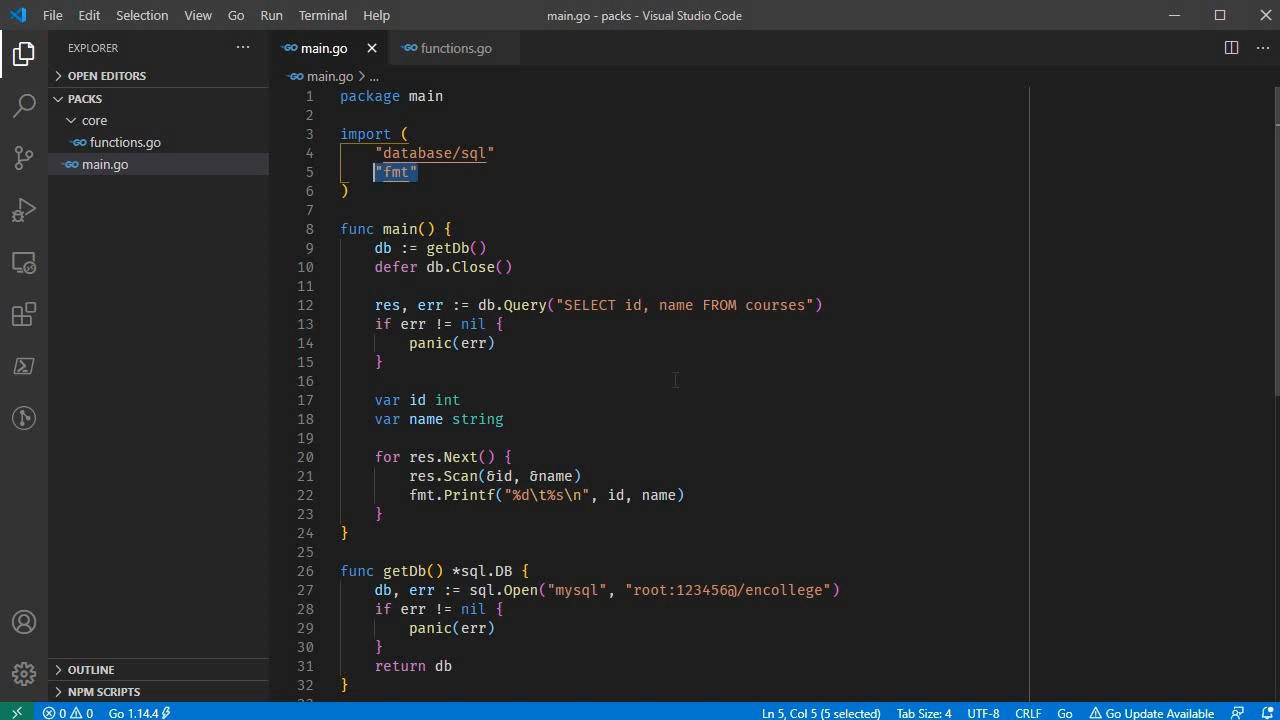 File Edit Selection View Go Run Terminal Help main.go - packs - Visual Studio Code
EXPLORER
OPEN EDITORS
PACKS
core
functions.go
main.go
OUTLINE
NPM SCRIPTS
main.go functions.go
main.go > ...
1 package main
2
3 import (
4 "database/sql"
5 "fmt"
6 )
7
8 func main() {
9 db := getDb()
10 defer db.Close()
11
12 res, err := db.Query("SELECT id, name FROM courses")
13 if err != nil {
14 panic(err)
15 }
16
17 var id int
18 var name string
19
20 for res.Next() {
21 res.Scan(&id, &name)
22 fmt.Printf("%d\t%s\n", id, name)
23 }
24 }
25
26 func getDb() *sql.DB {
27 db, err := sql.Open("mysql", "root:123456@/encollege")
28 if err != nil {
29 panic(err)
30 }
31 return db
32 }
0 0 Go 1.14.4 Ln 5, Col 5 (5 selected) Tab Size: 4 UTF-8 CRLF Go Go Update Available